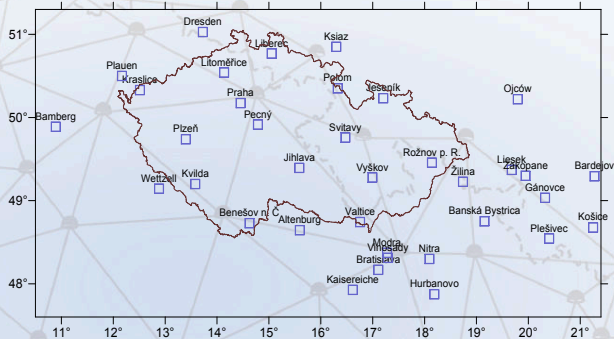 Dresden
51°
Ksiaz
Liberec
Plauen
Litoměřice
Kraslice
Polom
Jeseník
Ojców
Praha
50°
Bamberg
Pecný
Plzeň
Svitavy
Jihlava
Rožnov p. R.
Liesek
Zakopane
Bardejov
Wettzell
Kvilda
Vyškov
Žilina
Gánovce
49°
Benešov n. Č
Altenburg
Valtice
Banská Bystrica
Košice
Plešivec
Modra
Vinosady
Nitra
Bratislava
48°
Kaisereiche
Hurbanovo
11° 12° 13° 14° 15° 16° 17° 18° 19° 20° 21°